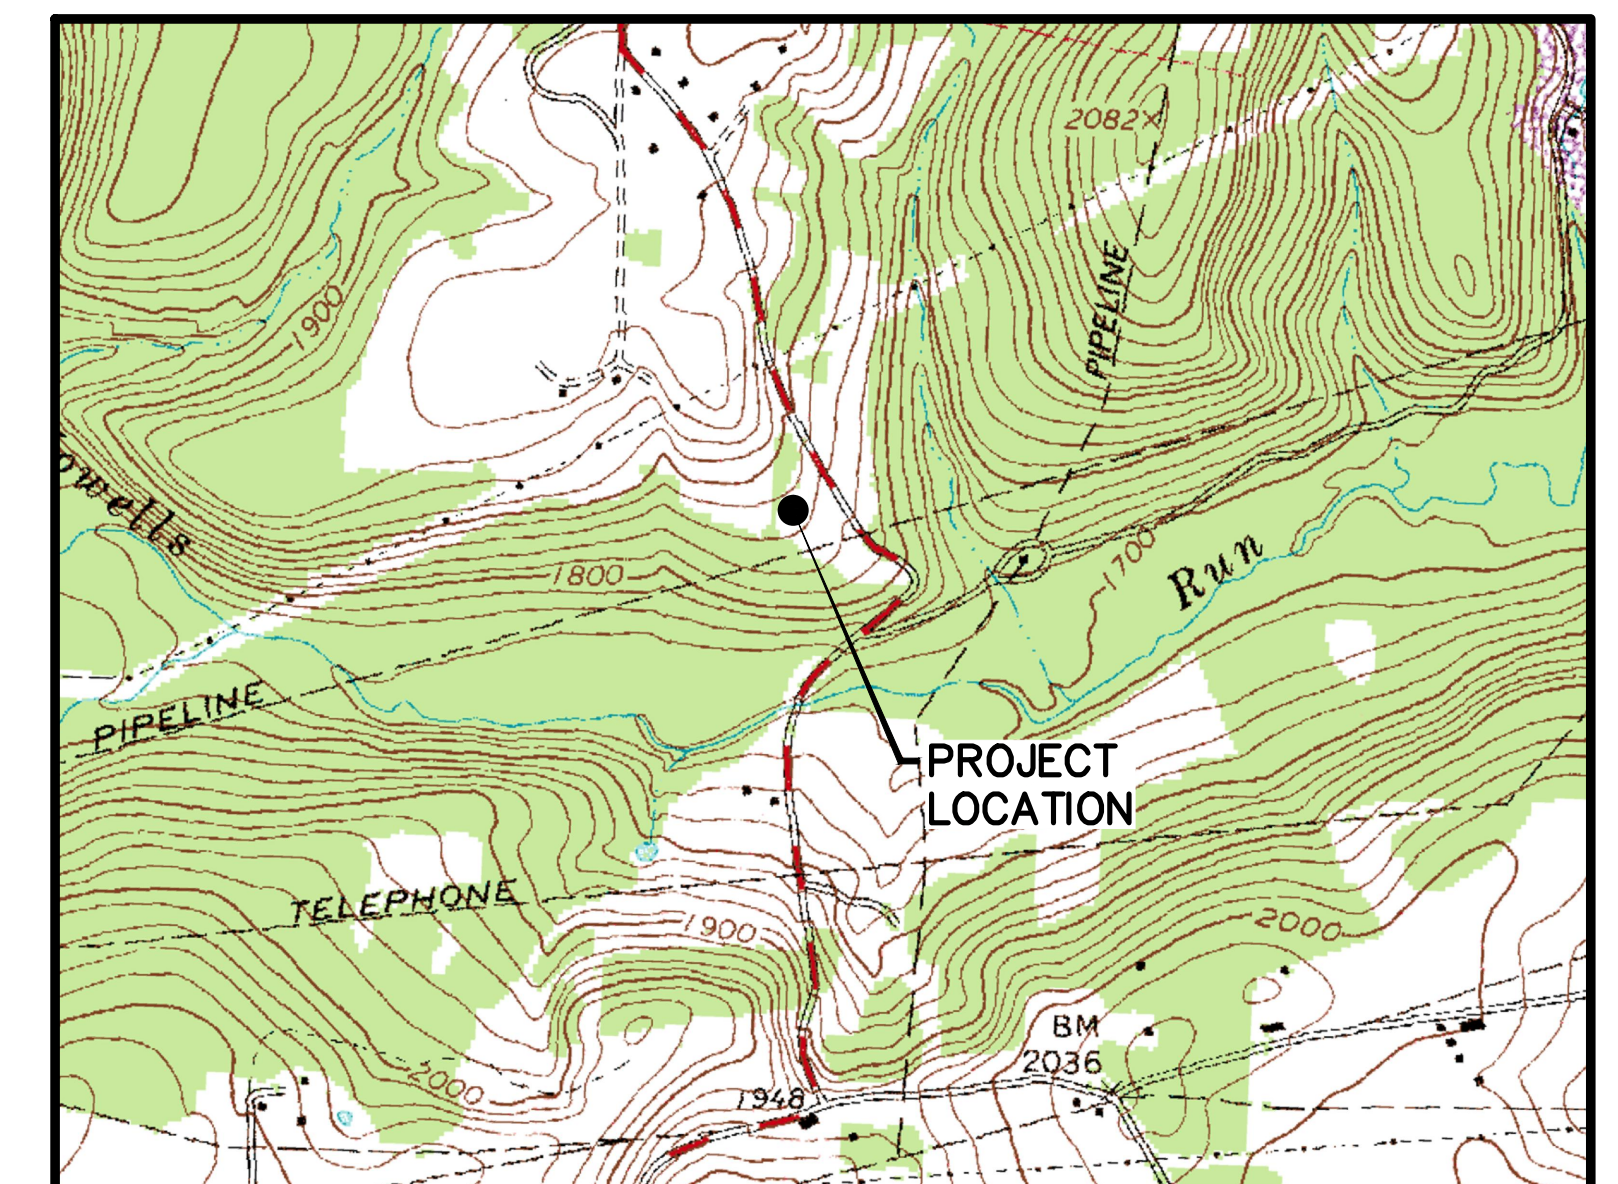 2082×
PIPELINE
1900
owells
1800
1700
Run
PIPELINE
PROJECT
LOCATION
TELEPHONE
1900
2000
BM
2036
2000
1948